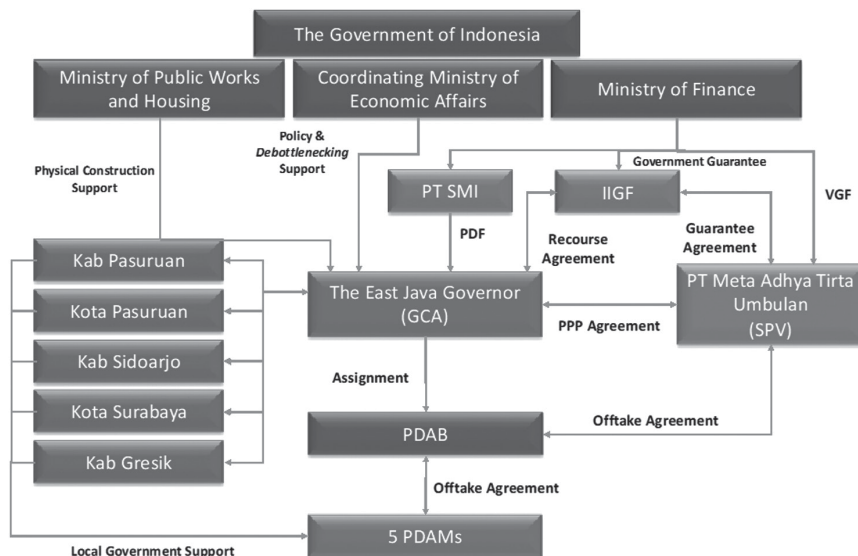 The Government of Indonesia
Ministry of Public Works
and Housing
Coordinating Ministry of
Economic Affairs
Ministry of Finance
Policy &
Debottlenecking
Support
Physical Construction
Support
Government Guarantee
PT SMI
IIGF
VGF
PDF
Recourse
Agreement
Guarantee
Agreement
Kab Pasuruan
Kota Pasuruan
Kab Sidoarjo
Kota Surabaya
Kab Gresik
The East Java Governor
(GCA)
PPP Agreement
PT Meta Adhya Tirta
Umbulan
(SPV)
Assignment
PDAB
Offtake Agreement
Offtake Agreement
5 PDAMs
Local Government Support